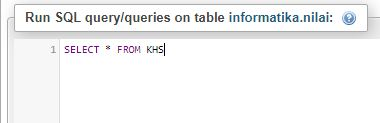 Run SQL query/queries on table informatika.nilai:
1 SELECT * FROM KHS